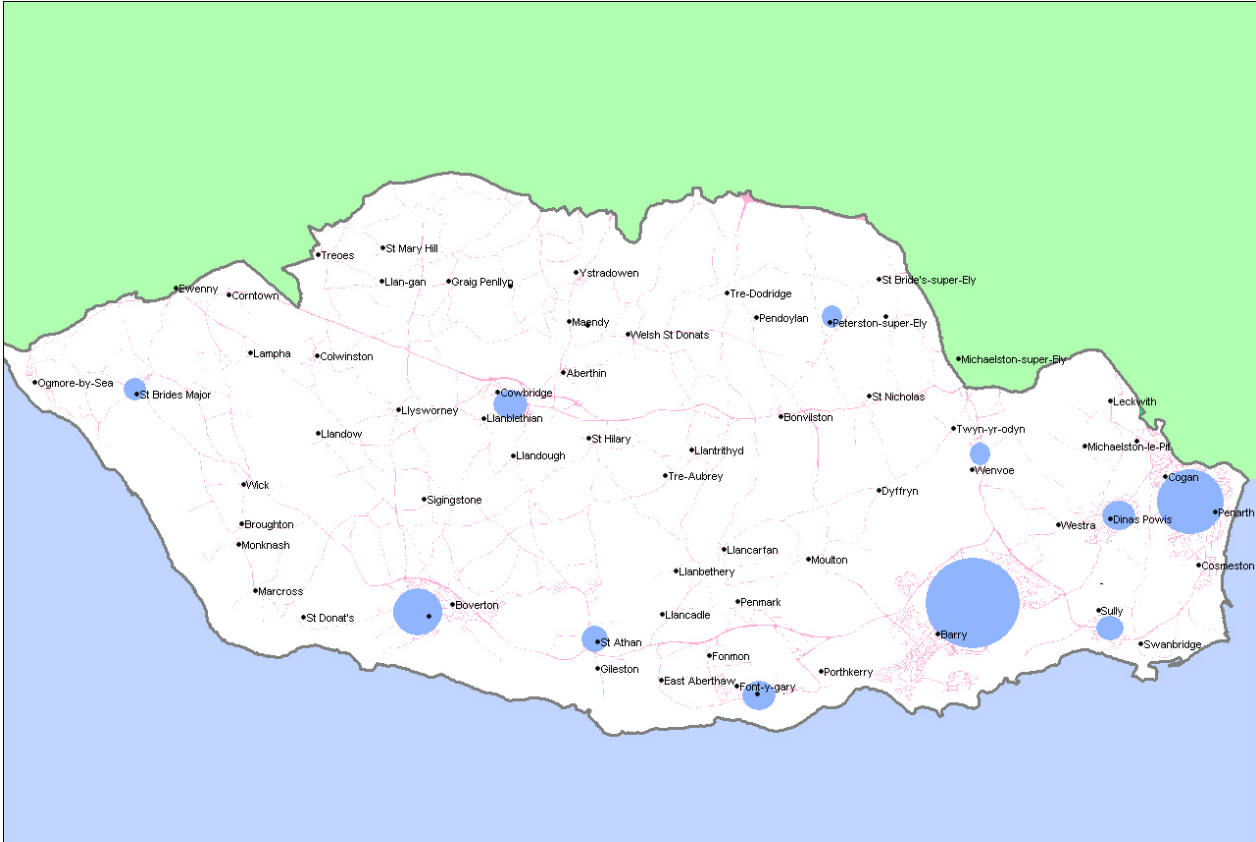 St Mary Hill
Treoes
St Bride's-super-Ely
Ystradowen
Llan-gan
Graig Penllyn
Ewenny
Corntown
Tre-Dodridge
Pendoylan
Peterston-super-Ely
Maendy
Welsh St Donats
Lampha
Colwinston
Michaelston-super-Ely
Aberthin
Ogmore-by-Sea
St Brides Major
Cowbridge
St Nicholas
Leckwith
Llysworney
Llanblethian
Bonvilston
Twyn-yr-odyn
Llandow
St Hilary
Michaelston-le-Pit
Llantrithyd
Llandough
Wenvoe
Tre-Aubrey
Cogan
Wick
Dyffryn
Sigingstone
Penarth
Dinas Powis
Broughton
Westra
Monknash
Llancarfan
Moulton
Cosmeston
Llanbethery
Marcross
Penmark
Boverton
Sully
St Donat's
Llancadle
Barry
St Athan
Swanbridge
Fonmon
Gileston
Porthkerry
East Aberthaw
Font-y-gary